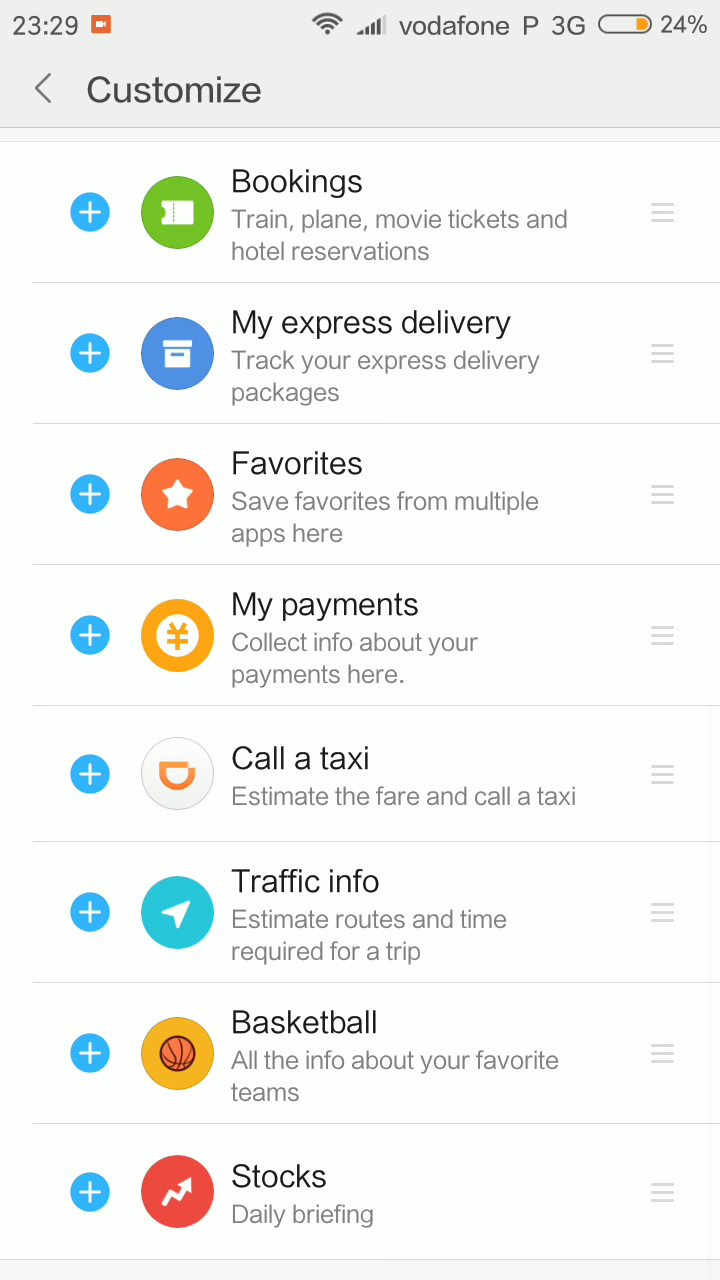 23:29 vodafone P 3G 24%
Customize
Bookings
Train, plane, movie tickets and
hotel reservations
My express delivery
Track your express delivery
packages
Favorites
Save favorites from multiple
apps here
My payments
¥
Collect info about your
payments here.
Call a taxi
Estimate the fare and call a taxi
Traffic info
Estimate routes and time
required for a trip
Basketball
All the info about your favorite
teams
Stocks
Daily briefing